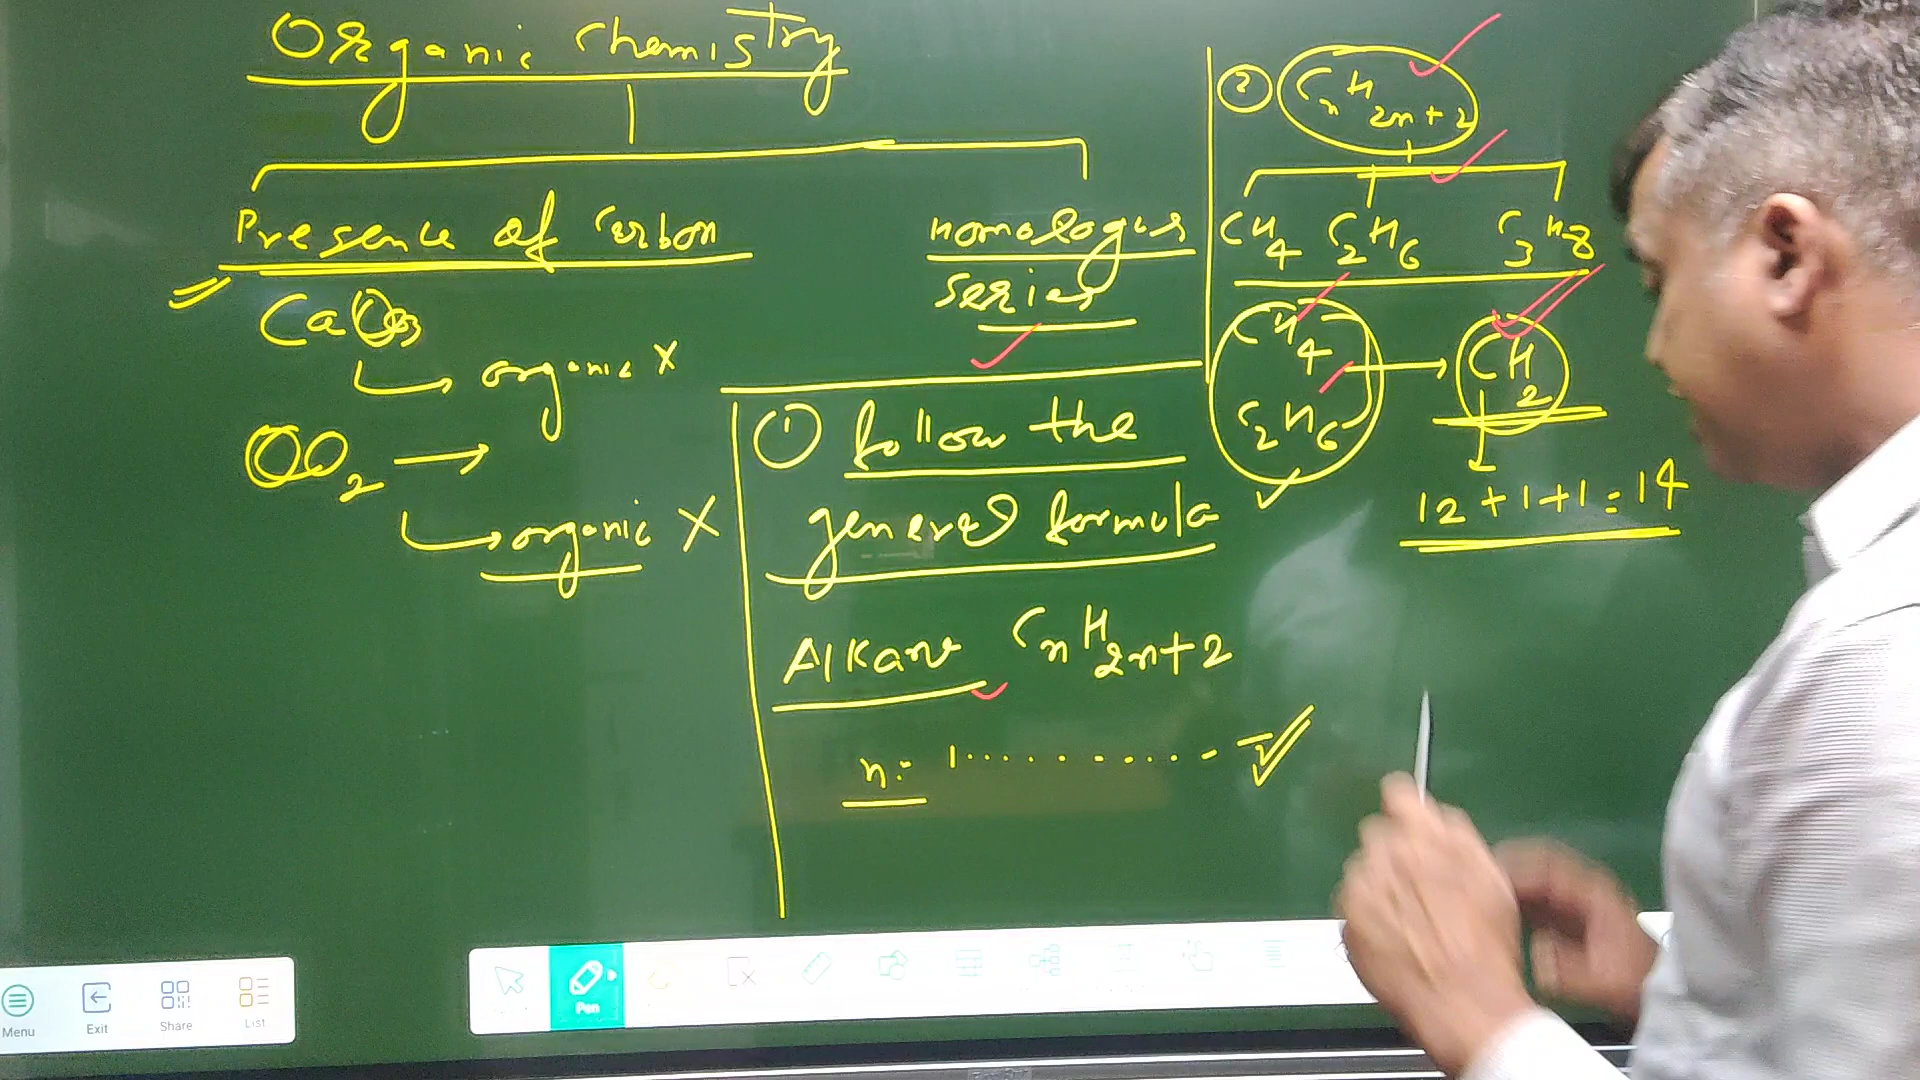 Organic Chemistry
Presence of Carbon
CaCO3
organic X
CO2 →
organic X
Homologus
series
① follow the
general formula
Alkane CnH2n+2
n = 1..........
② CnH2n+2
CH4 C2H6 C3H8
CH4 → CH2
C2H6
12+1+1=14
Menu
Exit
Share
List
Pen